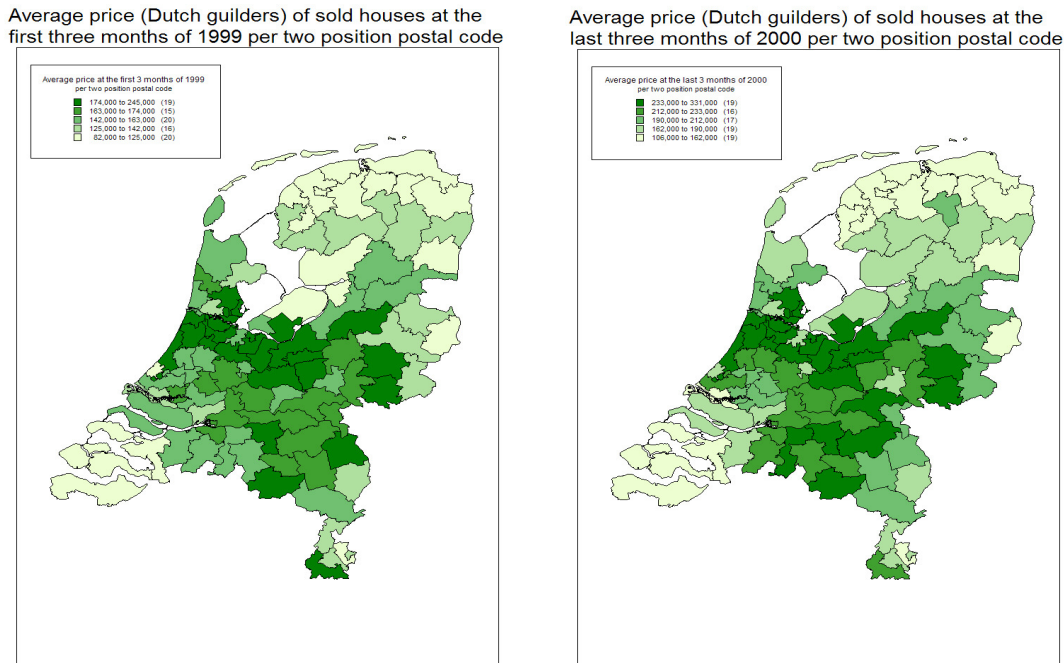 Average price (Dutch guilders) of sold houses at the
first three months of 1999 per two position postal code
Average price at the first 3 months of 1999
per two position postal code
174,000 to 245,000 (19)
163,000 to 174,000 (15)
142,000 to 163,000 (20)
125,000 to 142,000 (16)
82,000 to 125,000 (20)
Average price (Dutch guilders) of sold houses at the
last three months of 2000 per two position postal code
Average price at the last 3 months of 2000
per two position postal code
233,000 to 331,000 (19)
212,000 to 233,000 (16)
190,000 to 212,000 (17)
162,000 to 190,000 (19)
106,000 to 162,000 (19)